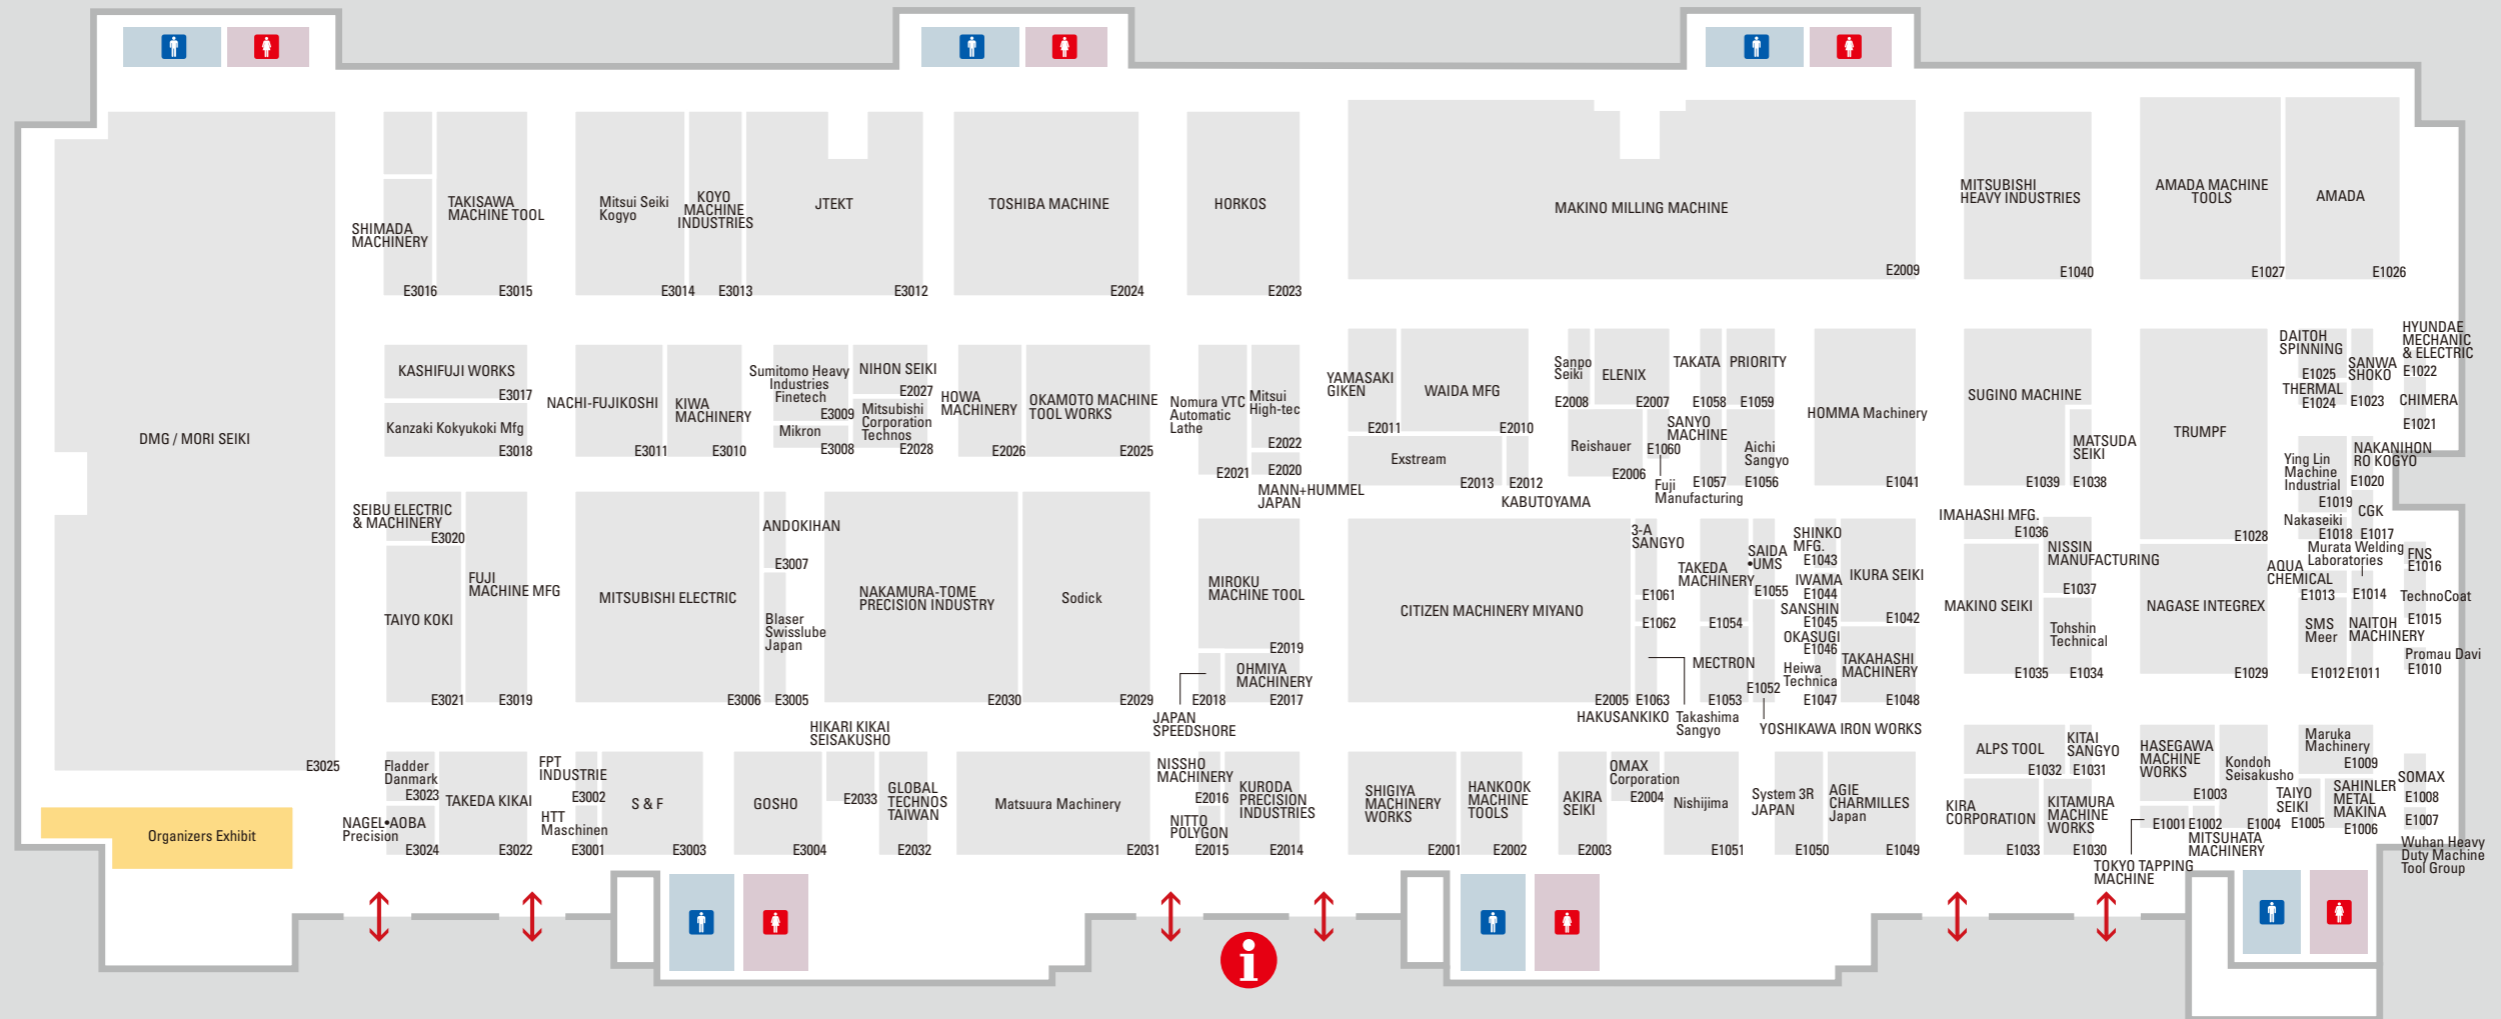 SHIMADA
MACHINERY
E3016
TAKISAWA
MACHINE TOOL
E3015
Mitsui Seiki
Kogyo
E3014
KOYO
MACHINE
INDUSTRIES
E3013
JTEKT
E3012
TOSHIBA MACHINE
E2024
HORKOS
E2023
MAKINO MILLING MACHINE
E2009
MITSUBISHI
HEAVY INDUSTRIES
E1040
AMADA MACHINE
TOOLS
E1027
AMADA
E1026
DMG / MORI SEIKI
E3025
KASHIFUJI WORKS
E3017
Kanzaki Kokyukoki Mfg
E3018
NACHI-FUJIKOSHI
E3011
KIWA
MACHINERY
E3010
Sumitomo Heavy
Industries
Finetech
E3009
Mikron
E3008
NIHON SEIKI
E2027
Mitsubishi
Corporation
Technos
E2028
HOWA
MACHINERY
E2026
OKAMOTO MACHINE
TOOL WORKS
E2025
Nomura VTC
Automatic
Lathe
E2021
Mitsui
High-tec
E2022
E2020
MANN+HUMMEL
JAPAN
YAMASAKI
GIKEN
E2011
WAIDA MFG
E2010
Exstream
E2013
E2012
KABUTOYAMA
Sanpo
Seiki
E2008
ELENIX
E2007
Reishauer
E2006
TAKATA
E1058
PRIORITY
E1059
SANYO
MACHINE
E1060
Fuji
Manufacturing
E1057
Aichi
Sangyo
E1056
HOMMA Machinery
E1041
SUGINO MACHINE
E1039
MATSUDA
SEIKI
E1038
TRUMPF
E1028
DAITOH
SPINNING
E1025
THERMAL
E1024
SANWA
SHOKO
E1023
HYUNDAE
MECHANIC
& ELECTRIC
E1022
CHIMERA
E1021
Ying Lin
Machine
Industrial
E1019
NAKANIHON
RO KOGYO
E1020
CGK
E1017
Nakaseiki
E1018
Murata Welding
Laboratories
E1014
FNS
E1016
SEIBU ELECTRIC
& MACHINERY
E3020
TAIYO KOKI
E3021
FUJI
MACHINE MFG
E3019
MITSUBISHI ELECTRIC
E3006
ANDOKIHAN
E3007
Blaser
Swisslube
Japan
E3005
NAKAMURA-TOME
PRECISION INDUSTRY
E2030
Sodick
E2029
MIROKU
MACHINE TOOL
E2019
E2018
JAPAN
SPEEDSHORE
OHMIYA
MACHINERY
E2017
CITIZEN MACHINERY MIYANO
E2005
3-A
SANGYO
E1061
E1062
E1063
HAKUSANKIKO
Takashima
Sangyo
TAKEDA
MACHINERY
E1054
MECTRON
E1053
SAIDA
•UMS
E1055
E1052
YOSHIKAWA IRON WORKS
SHINKO
MFG.
E1043
IWAMA
E1044
SANSHIN
E1045
OKASUGI
E1046
Heiwa
Technica
E1047
IKURA SEIKI
E1042
TAKAHASHI
MACHINERY
E1048
IMAHASHI MFG.
E1036
MAKINO SEIKI
E1035
NISSIN
MANUFACTURING
E1037
Tohshin
Technical
E1034
NAGASE INTEGREX
E1029
AQUA
CHEMICAL
E1013
SMS
Meer
E1012
NAITOH
MACHINERY
E1011
TechnoCoat
E1015
Promau Davi
E1010
Organizers Exhibit
Fladder
Danmark
E3023
NAGEL•AOBA
Precision
E3024
TAKEDA KIKAI
E3022
FPT
INDUSTRIE
E3002
HTT
Maschinen
E3001
S & F
E3003
GOSHO
E3004
HIKARI KIKAI
SEISAKUSHO
E2033
GLOBAL
TECHNOS
TAIWAN
E2032
Matsuura Machinery
E2031
NISSHO
MACHINERY
E2016
NITTO
POLYGON
E2015
KURODA
PRECISION
INDUSTRIES
E2014
SHIGIYA
MACHINERY
WORKS
E2001
HANKOOK
MACHINE
TOOLS
E2002
AKIRA
SEIKI
E2003
OMAX
Corporation
E2004
Nishijima
E1051
System 3R
JAPAN
E1050
AGIE
CHARMILLES
Japan
E1049
ALPS TOOL
E1032
KITAI
SANGYO
E1031
KIRA
CORPORATION
E1033
KITAMURA
MACHINE
WORKS
E1030
HASEGAWA
MACHINE
WORKS
E1003
E1001
TOKYO TAPPING
MACHINE
E1002
MITSUHATA
MACHINERY
Kondoh
Seisakusho
E1004
Maruka
Machinery
E1009
TAIYO
SEIKI
E1005
SAHINLER
METAL
MAKINA
E1006
SOMAX
E1008
E1007
Wuhan Heavy
Duty Machine
Tool Group
i